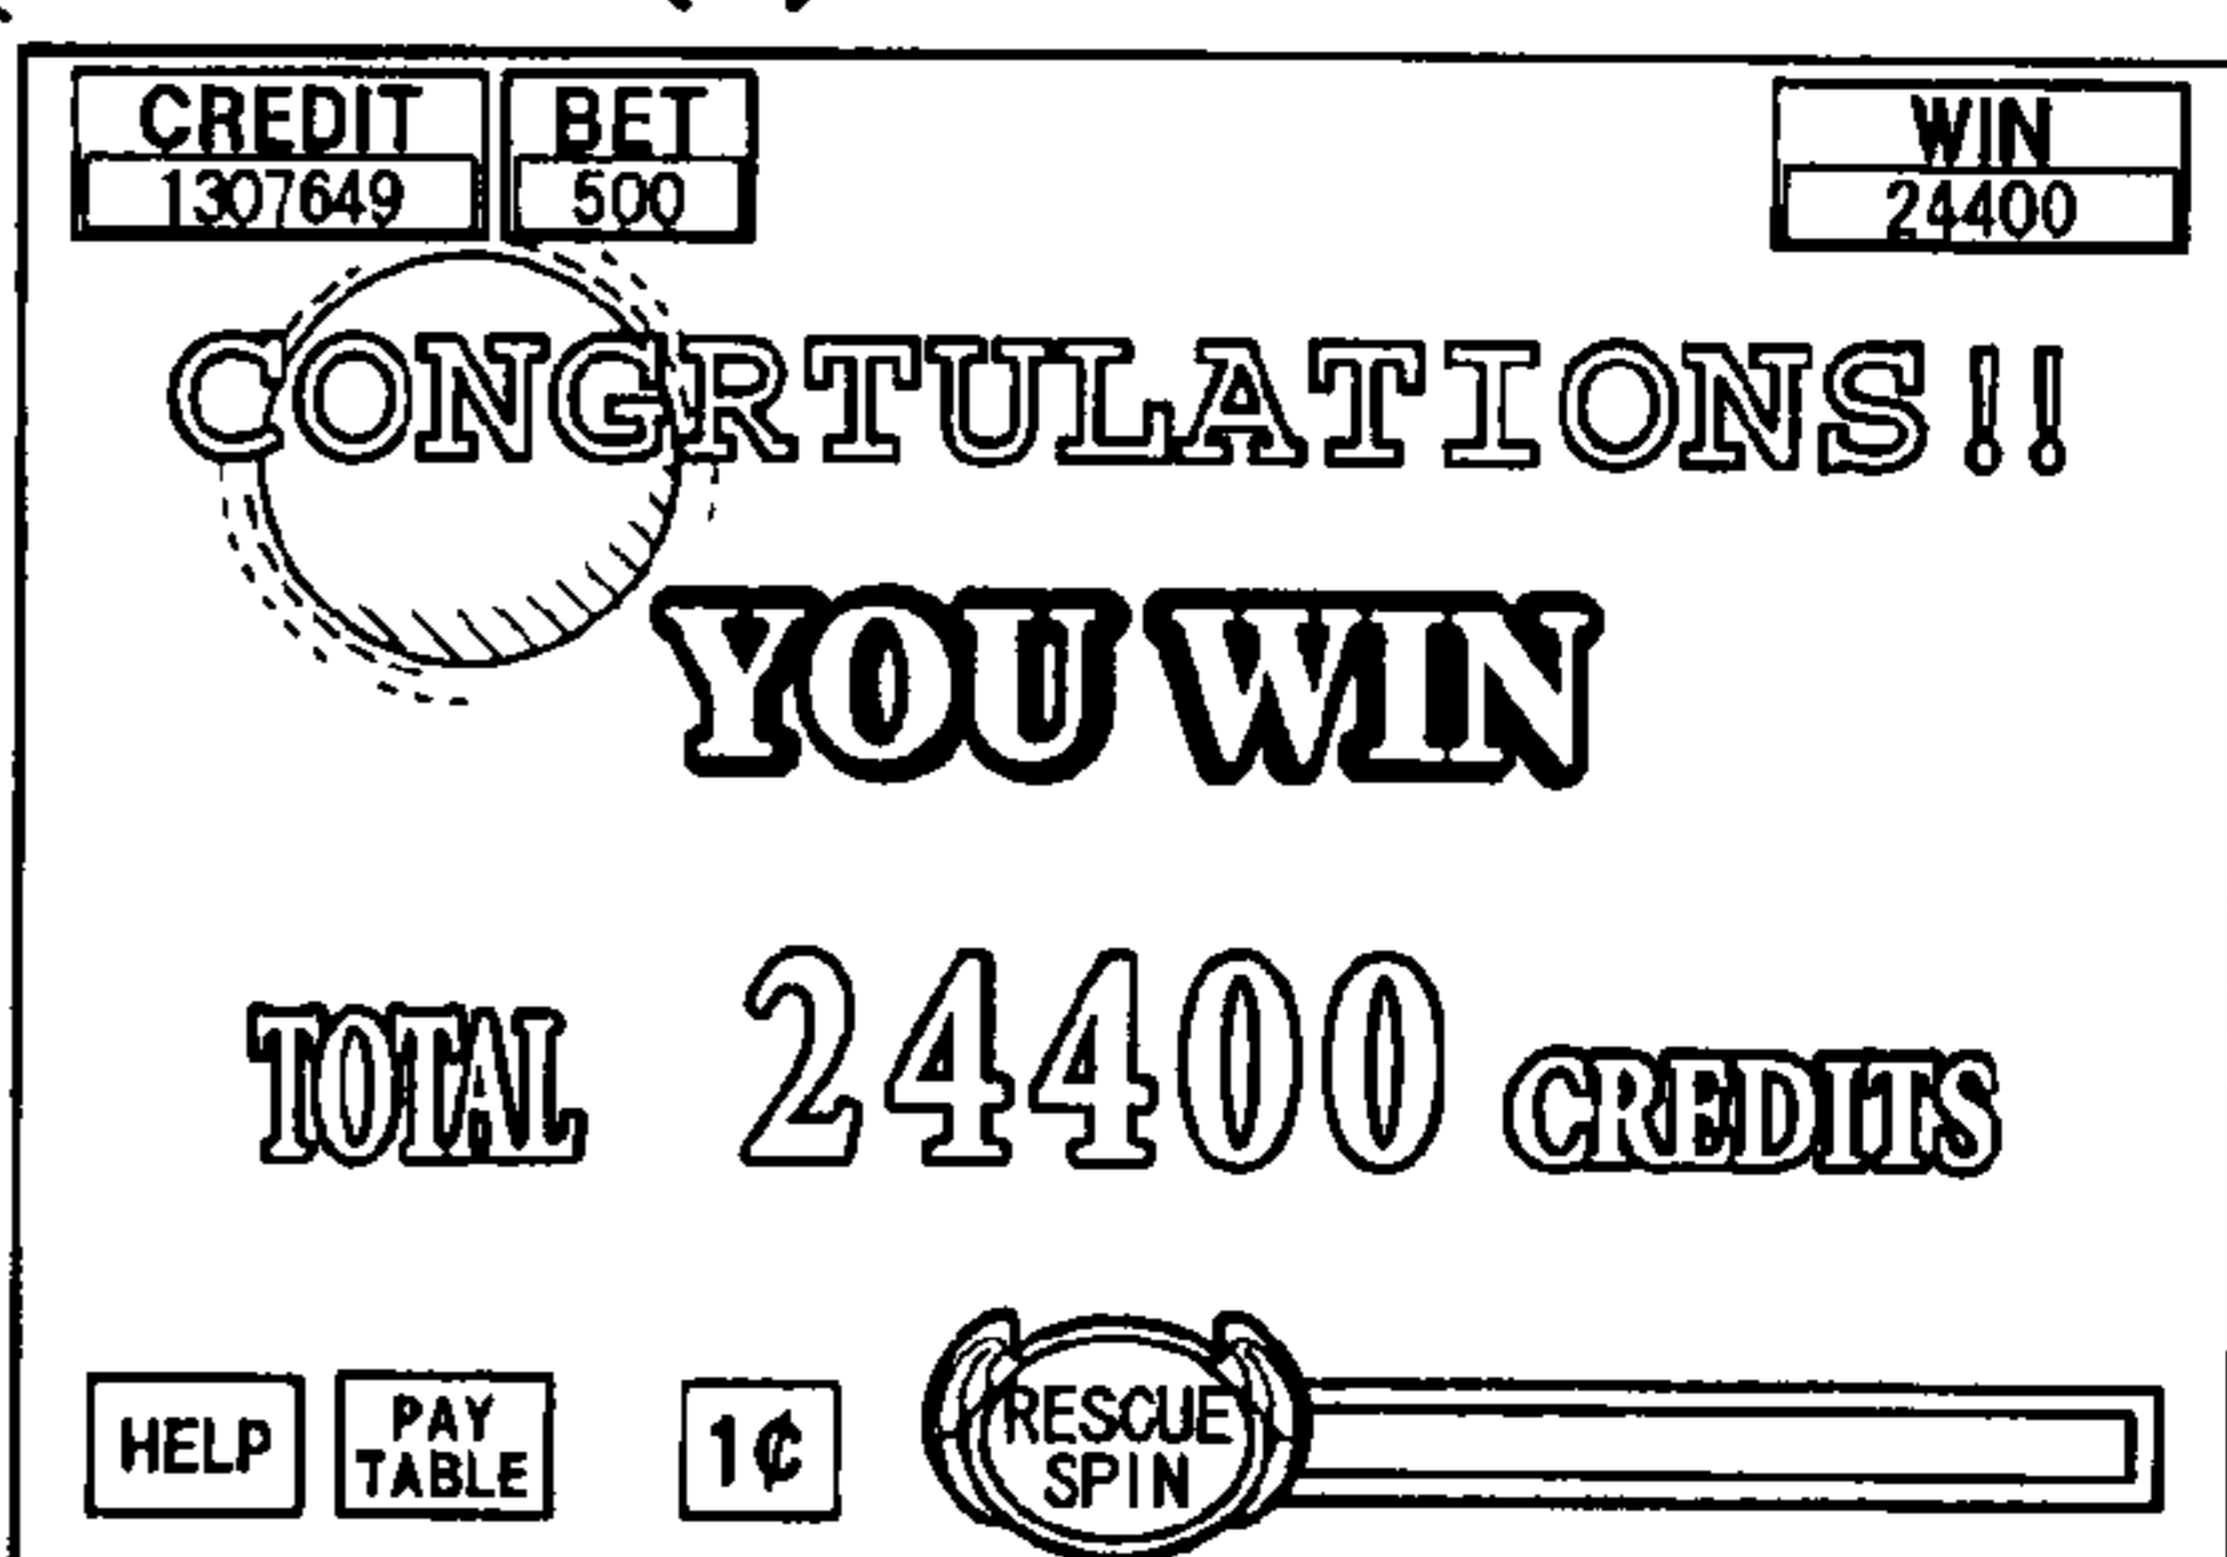 CREDIT BET WIN
1307649 500 24400
CONGRTULATIONS!!
YOU WIN
TOTAL 24400 CREDITS
HELP
PAY
TABLE
1¢
RESCUE
SPIN